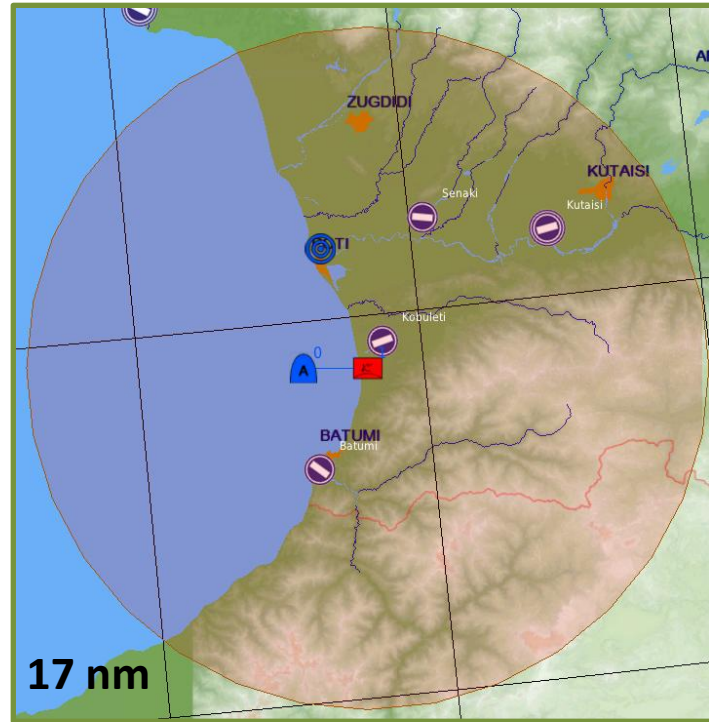 ZUGDIDI
KUTAISI
Senaki
Kutaisi
Kobuleti
A
0
BATUMI
Batumi
17 nm